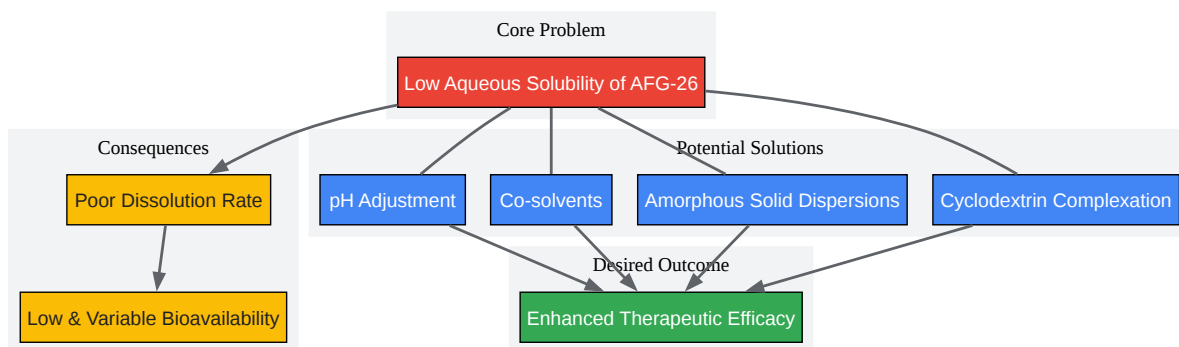 Core Problem
Low Aqueous Solubility of AFG-26
Consequences
Potential Solutions
Poor Dissolution Rate
pH Adjustment
Co-solvents
Amorphous Solid Dispersions
Cyclodextrin Complexation
Desired Outcome
Low & Variable Bioavailability
Enhanced Therapeutic Efficacy